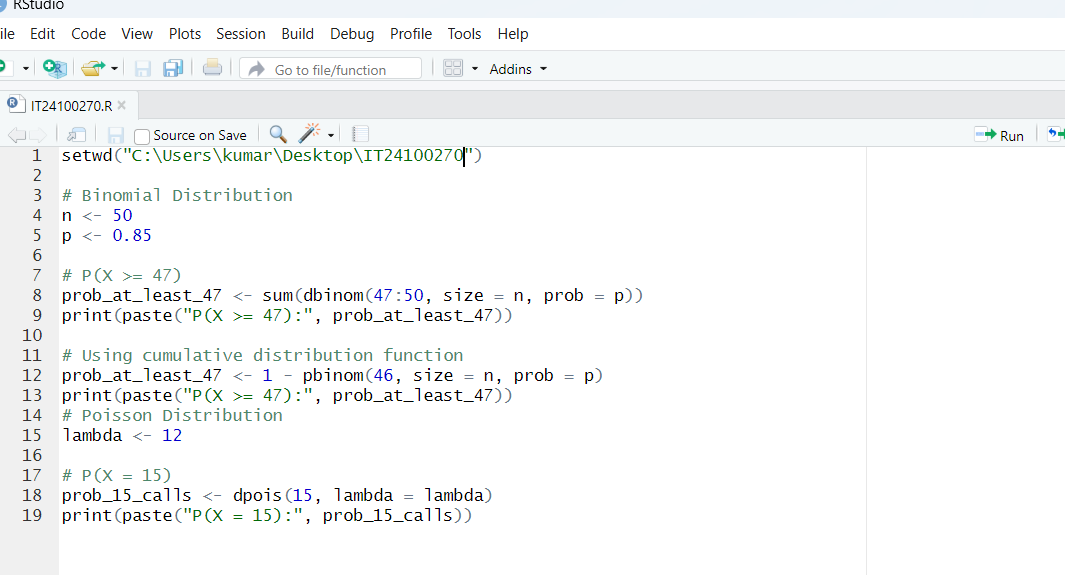 RStudio
ile Edit Code View Plots Session Build Debug Profile Tools Help
Go to file/function Addins
IT24100270.R
Source on Save Run
1 setwd("C:\Users\kumar\Desktop\IT24100270")
2
3 # Binomial Distribution
4 n <- 50
5 p <- 0.85
6
7 # P(X >= 47)
8 prob_at_least_47 <- sum(dbinom(47:50, size = n, prob = p))
9 print(paste("P(X >= 47):", prob_at_least_47))
10
11 # Using cumulative distribution function
12 prob_at_least_47 <- 1 - pbinom(46, size = n, prob = p)
13 print(paste("P(X >= 47):", prob_at_least_47))
14 # Poisson Distribution
15 lambda <- 12
16
17 # P(X = 15)
18 prob_15_calls <- dpois(15, lambda = lambda)
19 print(paste("P(X = 15):", prob_15_calls))